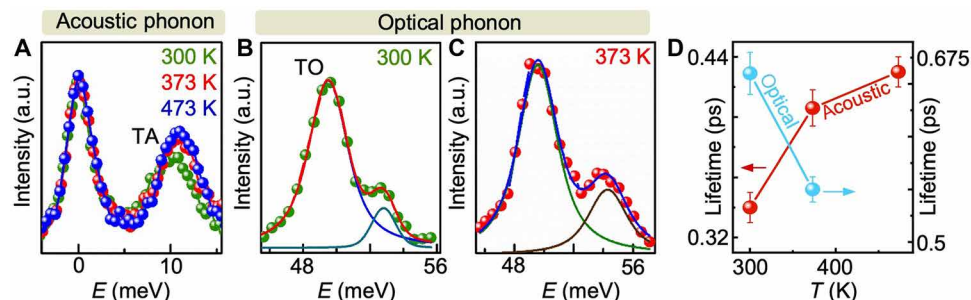 Acoustic phonon
Optical phonon
A
300 K
373 K
473 K
TA
Intensity (a.u.)
0
10
E (meV)
B
TO
300 K
Intensity (a.u.)
48
56
E (meV)
C
373 K
Intensity (a.u.)
48
56
E (meV)
D
0.44
0.32
Lifetime (ps)
Optical
Acoustic
0.675
0.5
Lifetime (ps)
300
400
T (K)